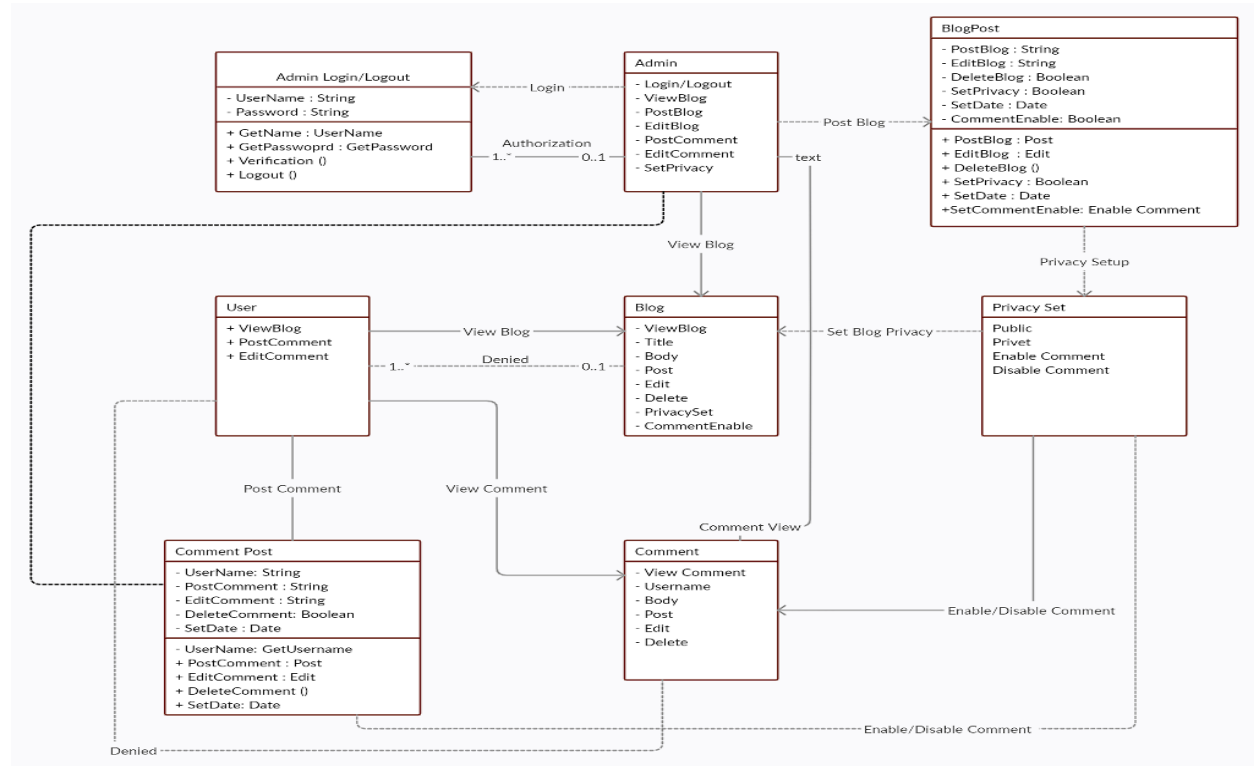 BlogPost
- PostBlog : String
- EditBlog : String
- DeleteBlog : Boolean
- SetPrivacy : Boolean
- SetDate : Date
- CommentEnable: Boolean
+ PostBlog : Post
+ EditBlog : Edit
+ DeleteBlog ()
+ SetPrivacy : Boolean
+ SetDate : Date
+SetCommentEnable: Enable Comment
Admin Login/Logout
- UserName : String
- Password : String
+ GetName : UserName
+ GetPasswoprd : GetPassword
+ Verification ()
+ Logout ()
Login
Authorization
1..*
0..1
Admin
- Login/Logout
- ViewBlog
- PostBlog
- EditBlog
- PostComment
- EditComment
- SetPrivacy
Post Blog
text
View Blog
Privacy Setup
User
+ ViewBlog
+ PostComment
+ EditComment
View Blog
Denied
1..*
0..1
Blog
- ViewBlog
- Title
- Body
- Post
- Edit
- Delete
- PrivacySet
- CommentEnable
Set Blog Privacy
Privacy Set
Public
Privet
Enable Comment
Disable Comment
Post Comment
View Comment
Comment View
Comment Post
- UserName: String
- PostComment : String
- EditComment : String
- DeleteComment: Boolean
- SetDate : Date
- UserName: GetUsername
+ PostComment : Post
+ EditComment : Edit
+ DeleteComment ()
+ SetDate: Date
Comment
- View Comment
- Username
- Body
- Post
- Edit
- Delete
Enable/Disable Comment
Enable/Disable Comment
Denied